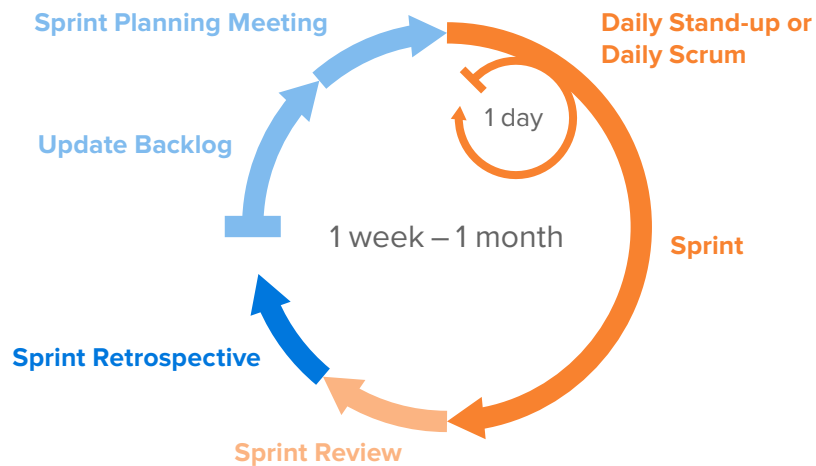 Sprint Planning Meeting
Daily Stand-up or
Daily Scrum
1 day
Update Backlog
1 week – 1 month
Sprint
Sprint Retrospective
Sprint Review